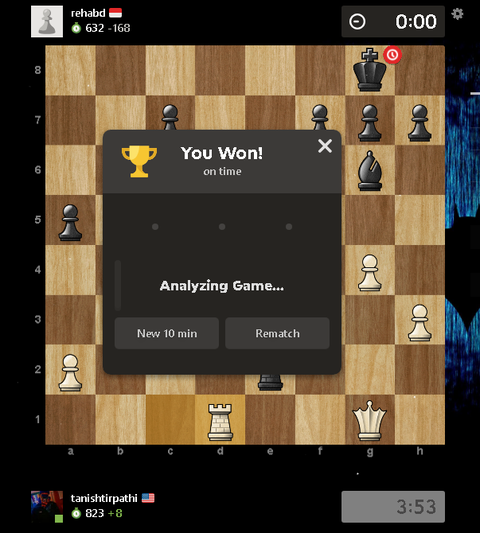 rehabd
632 -168
0:00
8
7
6
5
4
3
2
1
You Won!
on time
Analyzing Game...
New 10 min
Rematch
a b c d e f g h
tanishtirpathi
823 +8
3:53